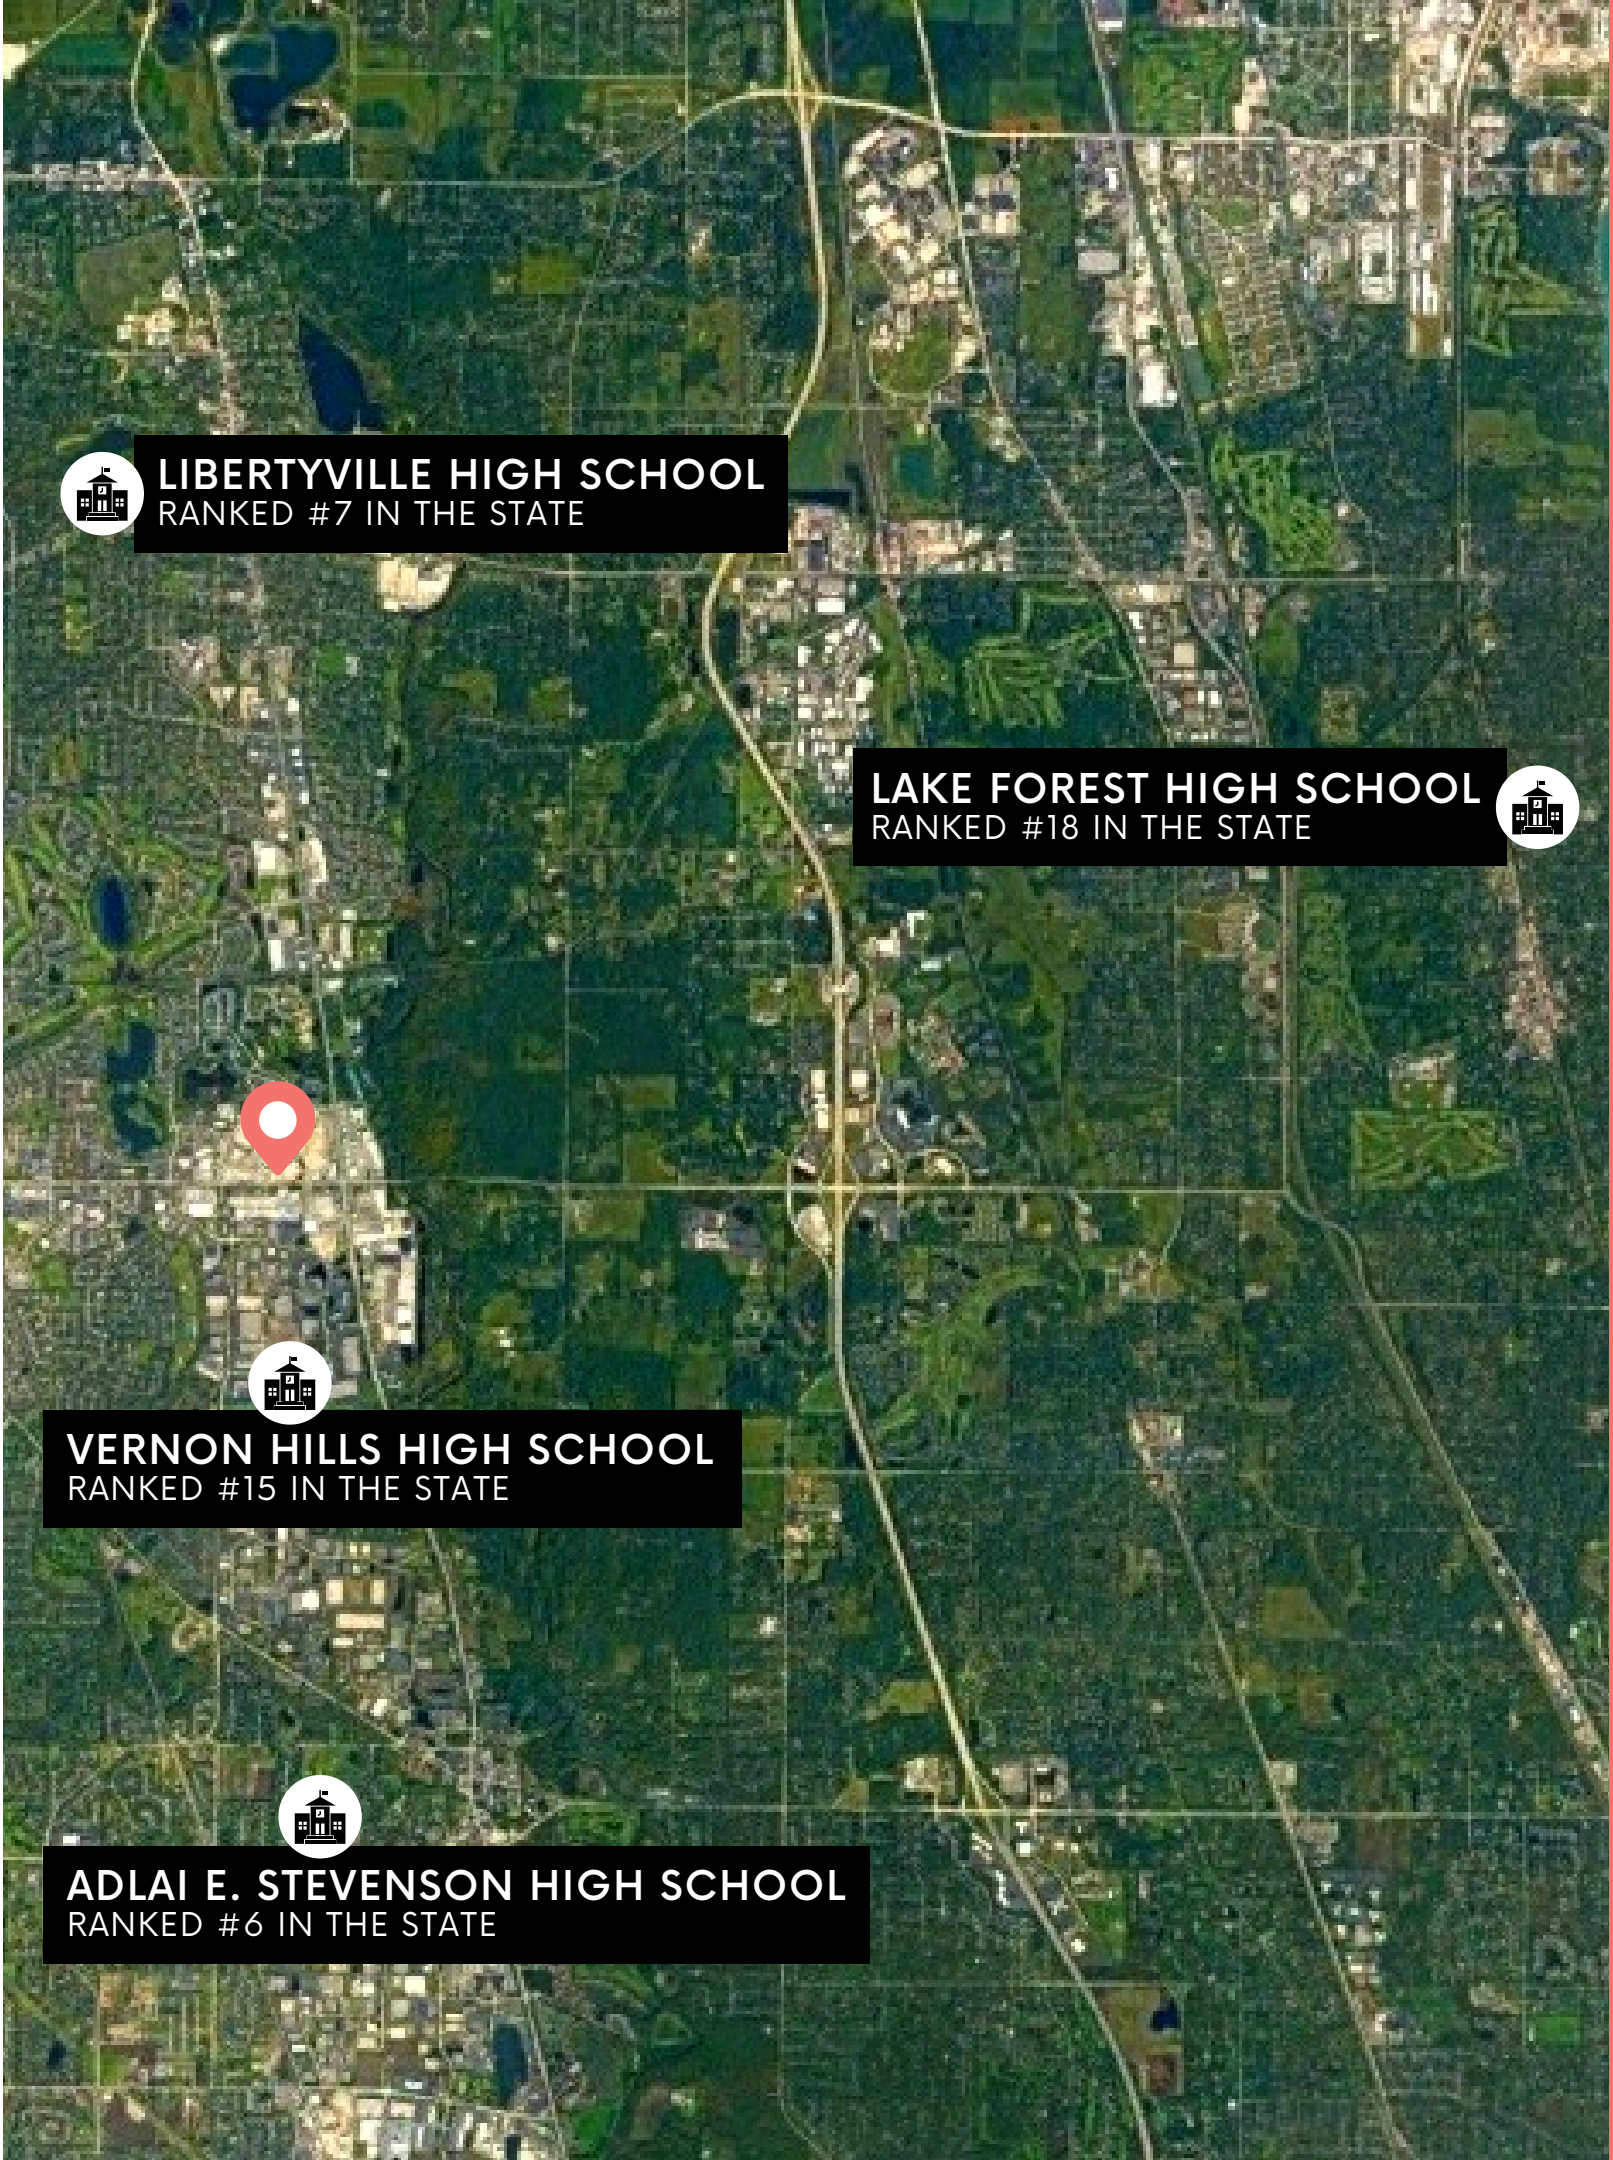 LIBERTYVILLE HIGH SCHOOL
RANKED #7 IN THE STATE
LAKE FOREST HIGH SCHOOL
RANKED #18 IN THE STATE
VERNON HILLS HIGH SCHOOL
RANKED #15 IN THE STATE
ADLAI E. STEVENSON HIGH SCHOOL
RANKED #6 IN THE STATE